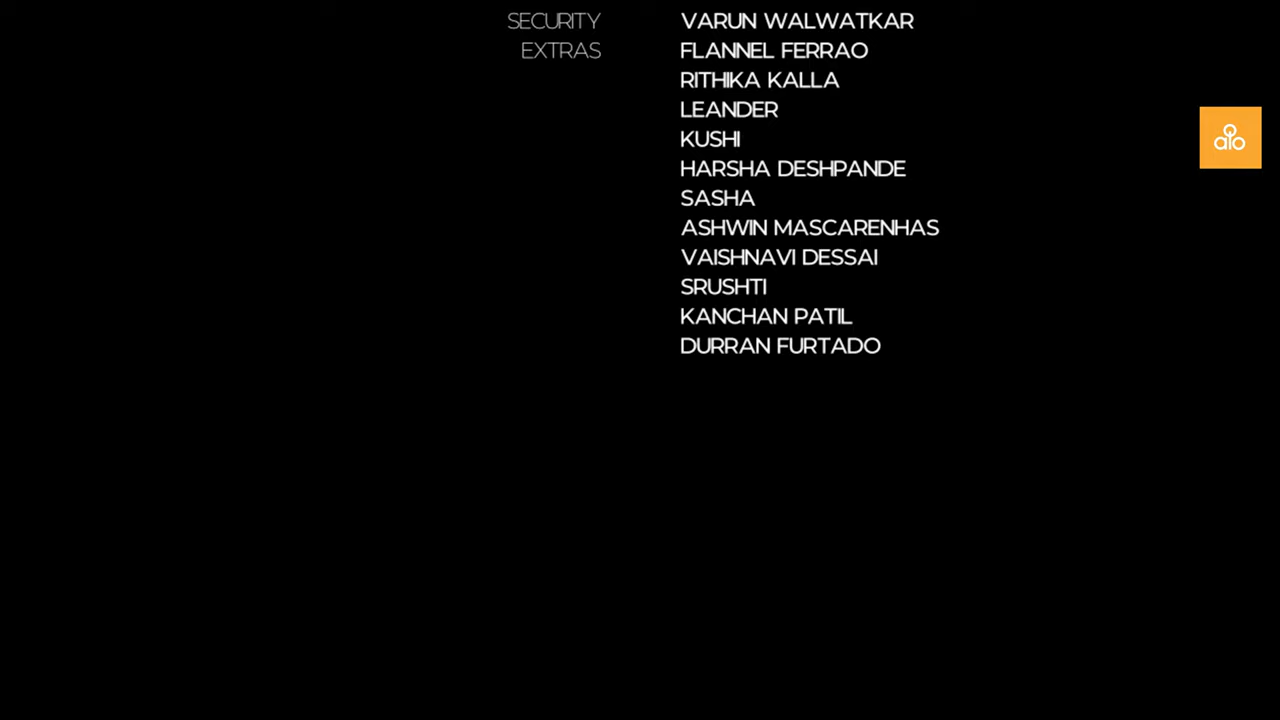 SECURITY VARUN WALWATKAR
EXTRAS FLANNEL FERRAO
RITHIKA KALLA
LEANDER
KUSHI
HARSHA DESHPANDE
SASHA
ASHWIN MASCARENHAS
VAISHNAVI DESSAI
SRUSHTI
KANCHAN PATIL
DURRAN FURTADO